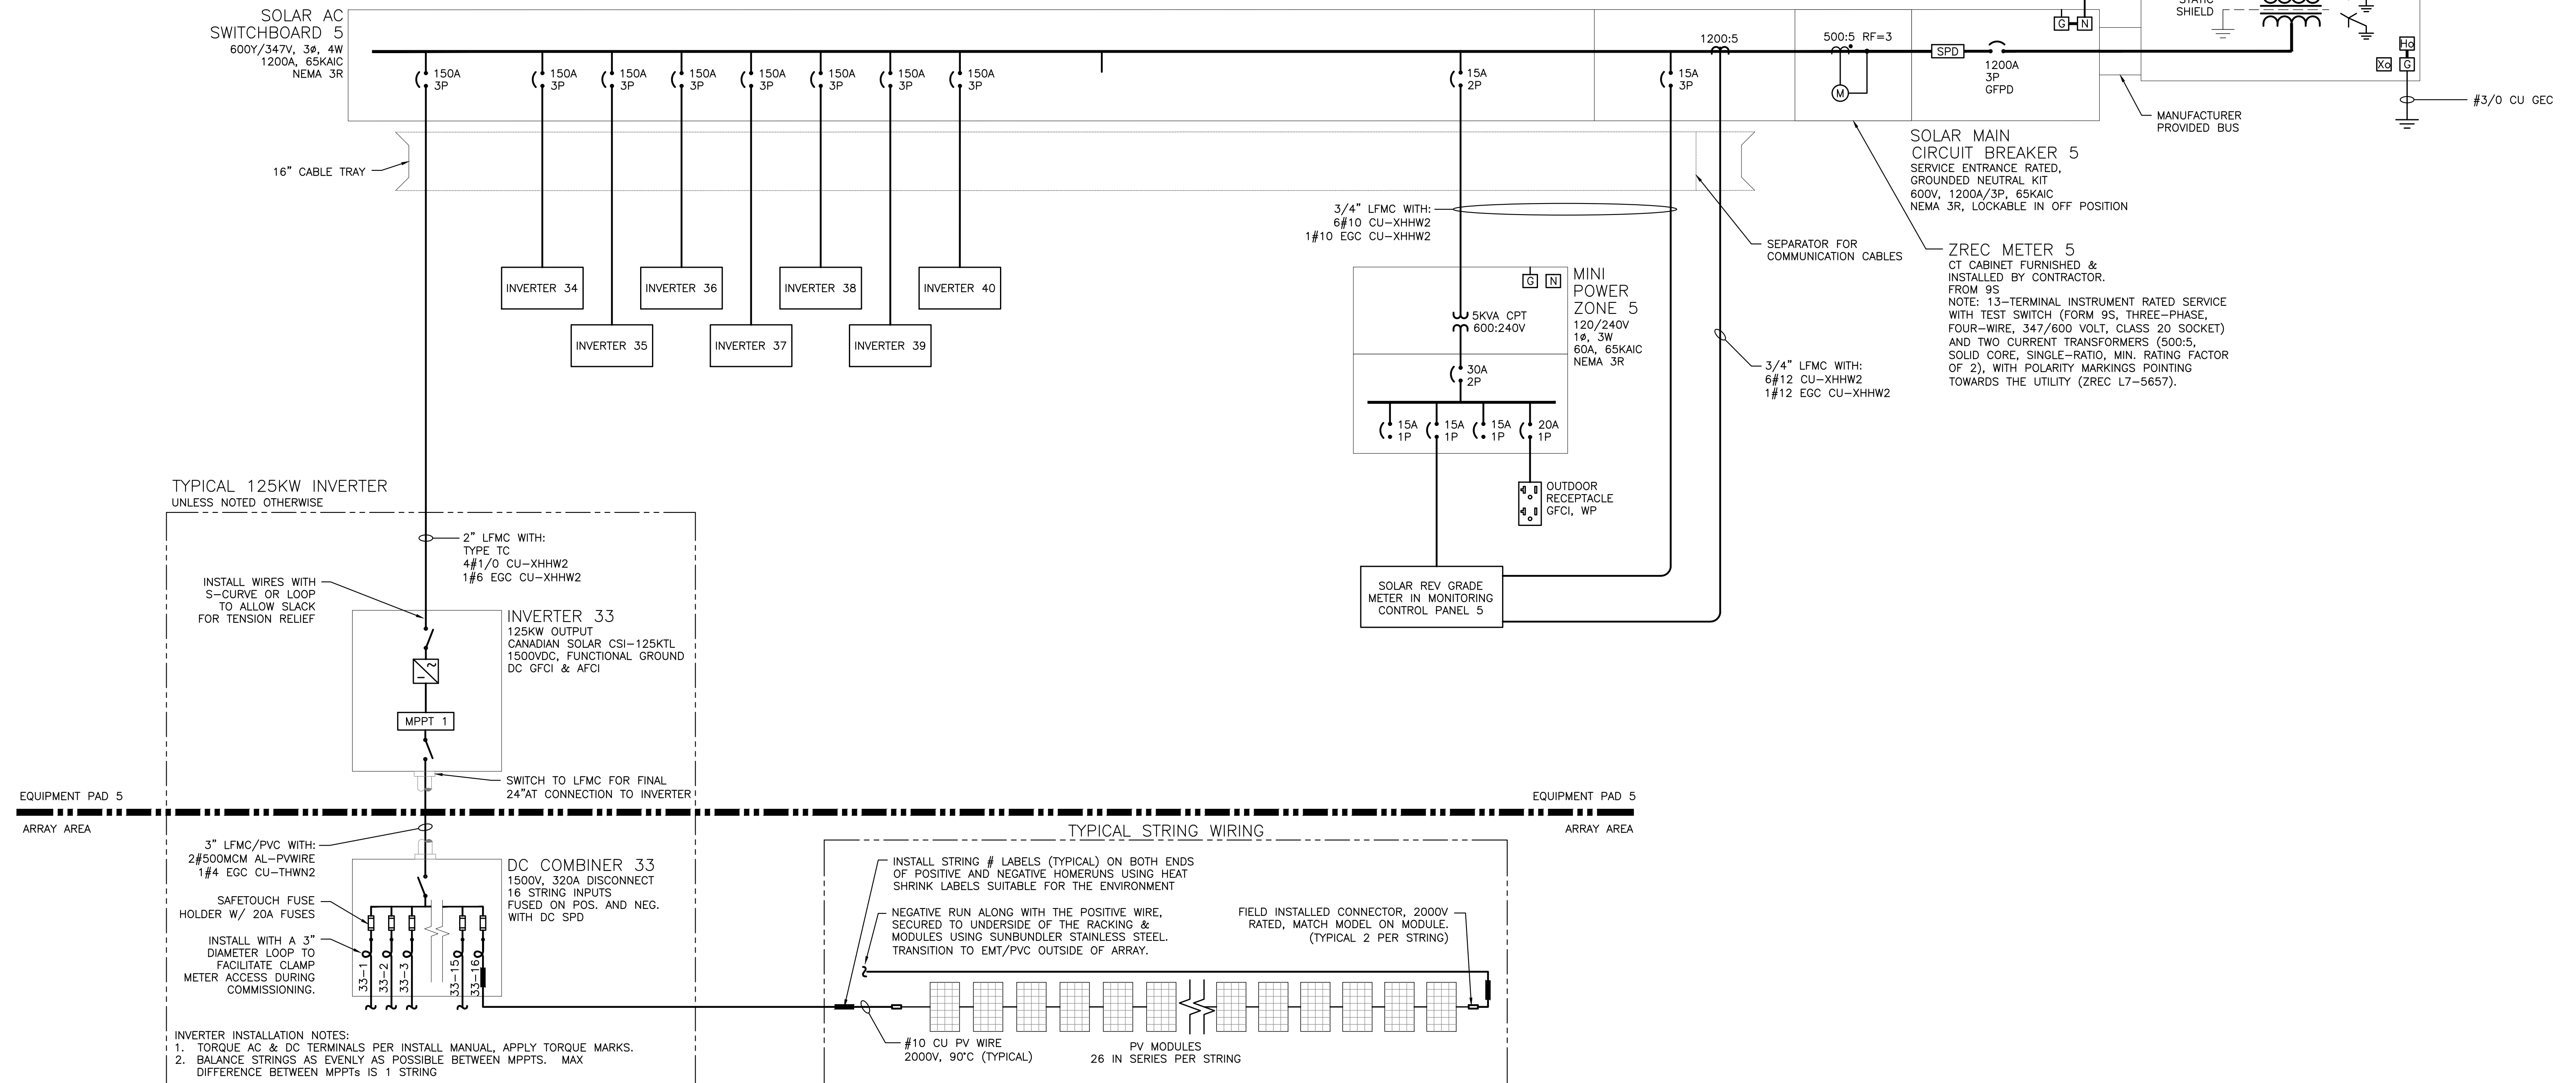 SOLAR AC
SWITCHBOARD 5
600Y/347V, 3ø, 4W
1200A, 65KAIC
NEMA 3R
150A
3P
150A
3P
150A
3P
150A
3P
150A
3P
150A
3P
150A
3P
150A
3P
15A
2P
15A
3P
1200:5
500:5 RF=3
M
SPD
1200A
3P
GFPD
G
N
STATIC
SHIELD
Ho
Xo
G
#3/0 CU GEC
MANUFACTURER
PROVIDED BUS
16" CABLE TRAY
SOLAR MAIN
CIRCUIT BREAKER 5
SERVICE ENTRANCE RATED,
GROUNDED NEUTRAL KIT
600V, 1200A/3P, 65KAIC
NEMA 3R, LOCKABLE IN OFF POSITION
3/4" LFMC WITH:
6#10 CU-XHHW2
1#10 EGC CU-XHHW2
SEPARATOR FOR
COMMUNICATION CABLES
ZREC METER 5
CT CABINET FURNISHED &
INSTALLED BY CONTRACTOR.
FROM 9S
NOTE: 13-TERMINAL INSTRUMENT RATED SERVICE
WITH TEST SWITCH (FORM 9S, THREE-PHASE,
FOUR-WIRE, 347/600 VOLT, CLASS 20 SOCKET)
AND TWO CURRENT TRANSFORMERS (500:5,
SOLID CORE, SINGLE-RATIO, MIN. RATING FACTOR
OF 2), WITH POLARITY MARKINGS POINTING
TOWARDS THE UTILITY (ZREC L7-5657).
INVERTER 34
INVERTER 36
INVERTER 38
INVERTER 40
INVERTER 35
INVERTER 37
INVERTER 39
G
N
MINI
POWER
ZONE 5
120/240V
1ø, 3W
60A, 65KAIC
NEMA 3R
5KVA CPT
600:240V
30A
2P
15A
1P
15A
1P
15A
1P
20A
1P
3/4" LFMC WITH:
6#12 CU-XHHW2
1#12 EGC CU-XHHW2
OUTDOOR
RECEPTACLE
GFCI, WP
SOLAR REV GRADE
METER IN MONITORING
CONTROL PANEL 5
TYPICAL 125KW INVERTER
UNLESS NOTED OTHERWISE
2" LFMC WITH:
TYPE TC
4#1/0 CU-XHHW2
1#6 EGC CU-XHHW2
INSTALL WIRES WITH
S-CURVE OR LOOP
TO ALLOW SLACK
FOR TENSION RELIEF
INVERTER 33
125KW OUTPUT
CANADIAN SOLAR CSI-125KTL
1500VDC, FUNCTIONAL GROUND
DC GFCI & AFCI
MPPT 1
SWITCH TO LFMC FOR FINAL
24"AT CONNECTION TO INVERTER
EQUIPMENT PAD 5
EQUIPMENT PAD 5
ARRAY AREA
ARRAY AREA
3" LFMC/PVC WITH:
2#500MCM AL-PVWIRE
1#4 EGC CU-THWN2
DC COMBINER 33
1500V, 320A DISCONNECT
16 STRING INPUTS
FUSED ON POS. AND NEG.
WITH DC SPD
SAFETOUCH FUSE
HOLDER W/ 20A FUSES
INSTALL WITH A 3"
DIAMETER LOOP TO
FACILITATE CLAMP
METER ACCESS DURING
COMMISSIONING.
33-1
33-2
33-3
33-15
33-16
TYPICAL STRING WIRING
INSTALL STRING # LABELS (TYPICAL) ON BOTH ENDS
OF POSITIVE AND NEGATIVE HOMERUNS USING HEAT
SHRINK LABELS SUITABLE FOR THE ENVIRONMENT
NEGATIVE RUN ALONG WITH THE POSITIVE WIRE,
SECURED TO UNDERSIDE OF THE RACKING &
MODULES USING SUNBUNDLER STAINLESS STEEL.
TRANSITION TO EMT/PVC OUTSIDE OF ARRAY.
FIELD INSTALLED CONNECTOR, 2000V
RATED, MATCH MODEL ON MODULE.
(TYPICAL 2 PER STRING)
#10 CU PV WIRE
2000V, 90°C (TYPICAL)
PV MODULES
26 IN SERIES PER STRING
INVERTER INSTALLATION NOTES:
1. TORQUE AC & DC TERMINALS PER INSTALL MANUAL, APPLY TORQUE MARKS.
2. BALANCE STRINGS AS EVENLY AS POSSIBLE BETWEEN MPPTS. MAX
DIFFERENCE BETWEEN MPPTs IS 1 STRING